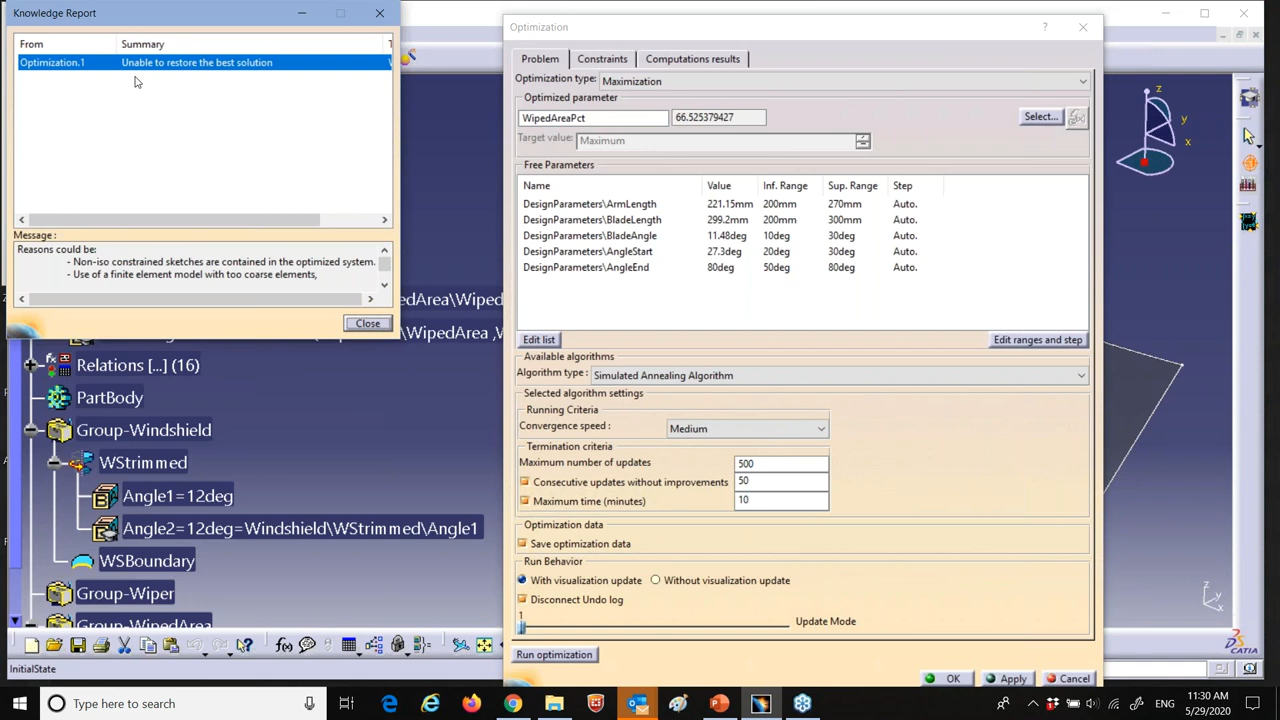 Knowledge Report
From Summary
Optimization.1 Unable to restore the best solution
Message :
Reasons could be:
- Non-iso constrained sketches are contained in the optimized system.
- Use of a finite element model with too coarse elements,
Close
Optimization
Problem Constraints Computations results
Optimization type: Maximization
Optimized parameter
WipedAreaPct 66.525379427 Select...
Target value: Maximum
Free Parameters
Name Value Inf. Range Sup. Range Step
DesignParameters\ArmLength 221.15mm 200mm 270mm Auto.
DesignParameters\BladeLength 299.2mm 200mm 300mm Auto.
DesignParameters\BladeAngle 11.48deg 10deg 30deg Auto.
DesignParameters\AngleStart 27.3deg 20deg 30deg Auto.
DesignParameters\AngleEnd 80deg 50deg 80deg Auto.
Edit list Edit ranges and step
Available algorithms
Algorithm type : Simulated Annealing Algorithm
Selected algorithm settings
Running Criteria
Convergence speed : Medium
Termination criteria
Maximum number of updates 500
Consecutive updates without improvements 50
Maximum time (minutes) 10
Optimization data
Save optimization data
Run Behavior
With visualization update Without visualization update
Disconnect Undo log
1
Update Mode
Run optimization
OK Apply Cancel
edArea\Wiped
\WipedArea ,W
Relations [...] (16)
PartBody
Group-Windshield
WStrimmed
Angle1=12deg
Angle2=12deg=Windshield\WStrimmed\Angle1
WSBoundary
Group-Wiper
Group-WipedArea
z
y
x
z
y
x
CATIA
InitialState
Type here to search
ENG
11:30 AM
5/29/2020